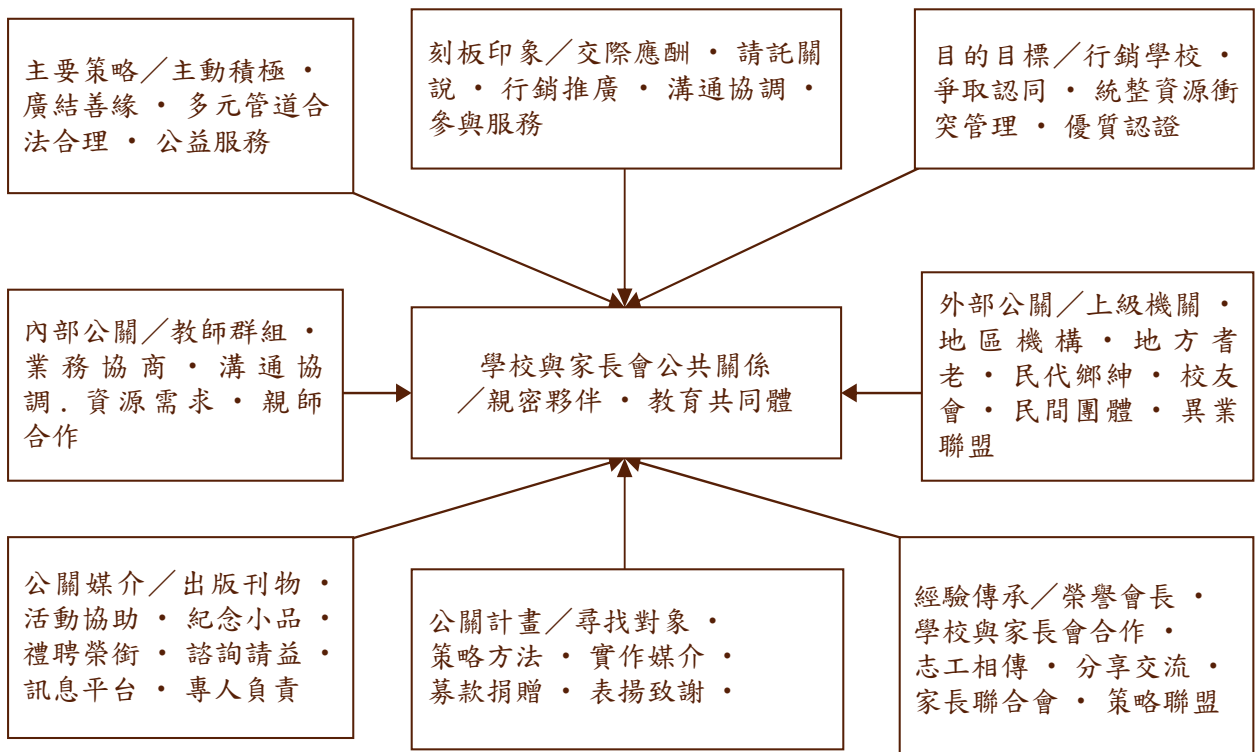 主要策略／主動積極・
廣結善緣・多元管道合
法合理・公益服務
刻板印象／交際應酬・請託關
說・行銷推廣・溝通協調・
參與服務
目的目標／行銷學校・
爭取認同・統整資源衝
突管理・優質認證
內部公關／教師群組・
業務協商・溝通協
調．資源需求・親師
合作
學校與家長會公共關係
／親密夥伴・教育共同體
外部公關／上級機關・
地區機構・地方耆
老・民代鄉紳・校友
會・民間團體・異業
聯盟
公關媒介／出版刊物・
活動協助・紀念小品・
禮聘榮銜・諮詢請益・
訊息平台・專人負責
公關計畫／尋找對象・
策略方法・實作媒介・
募款捐贈・表揚致謝・
經驗傳承／榮譽會長・
學校與家長會合作・
志工相傳・分享交流・
家長聯合會・策略聯盟